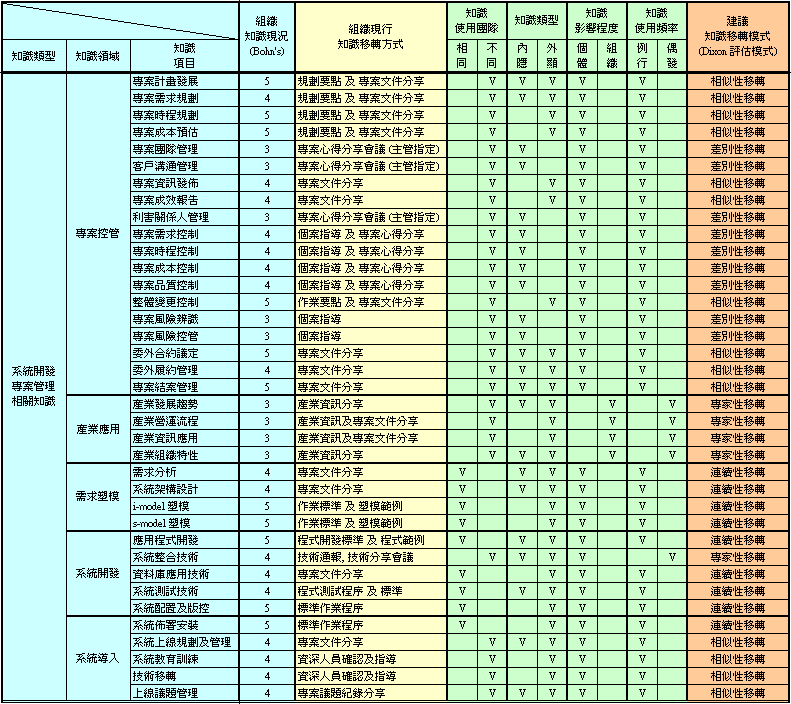 知識類型 知識領域 知識項目 組織知識現況(Bohn's) 組織現行知識移轉方式 知識使用團隊 知識類型 知識影響程度 知識使用頻率 建議知識移轉模式(Dixon 評估模式)
相同 不同 內隱 外顯 個體 組織 例行 偶發
系統開發專案管理相關知識
專案控管
專案計畫發展 5 規劃要點 及 專案文件分享 V V V V V 相似性移轉
專案需求規劃 4 規劃要點 及 專案文件分享 V V V V V 相似性移轉
專案時程規劃 5 規劃要點 及 專案文件分享 V V V V 相似性移轉
專案成本預估 5 規劃要點 及 專案文件分享 V V V V 相似性移轉
專案團隊管理 3 專案心得分享會議 (主管指定) V V V V 差別性移轉
客戶溝通管理 3 專案心得分享會議 (主管指定) V V V V 差別性移轉
專案資訊發佈 4 專案文件分享 V V V V 相似性移轉
專案成效報告 4 專案文件分享 V V V V 相似性移轉
利害關係人管理 3 專案心得分享會議 (主管指定) V V V V 差別性移轉
專案需求控制 4 個案指導 及 專案心得分享 V V V V 差別性移轉
專案時程控制 4 個案指導 及 專案心得分享 V V V V 差別性移轉
專案成本控制 4 個案指導 及 專案心得分享 V V V V 差別性移轉
專案品質控制 4 個案指導 及 專案心得分享 V V V V 差別性移轉
整體變更控制 5 作業要點 及 專案文件分享 V V V V 相似性移轉
專案風險辨識 3 個案指導 V V V V 差別性移轉
專案風險控管 3 個案指導 V V V V 差別性移轉
委外合約議定 5 專案文件分享 V V V V V 相似性移轉
委外履約管理 4 專案文件分享 V V V V V 相似性移轉
專案結案管理 5 專案文件分享 V V V V V 相似性移轉
產業應用
產業發展趨勢 3 產業資訊分享 V V V V V 專家性移轉
產業營運流程 3 產業資訊及專案文件分享 V V V V 專家性移轉
產業資訊應用 3 產業資訊及專案文件分享 V V V V 專家性移轉
產業組織特性 3 產業資訊分享 V V V V V 專家性移轉
需求塑模
需求分析 4 專案文件分享 V V V V V 連續性移轉
系統架構設計 4 專案文件分享 V V V V V 連續性移轉
i-model 塑模 5 作業標準 及 塑模範例 V V V V 連續性移轉
s-model 塑模 5 作業標準 及 塑模範例 V V V V 連續性移轉
系統開發
應用程式開發 5 程式開發標準 及 程式範例 V V V V V 連續性移轉
系統整合技術 4 技術通報, 技術分享會議 V V V V V 專家性移轉
資料庫應用技術 4 專案文件分享 V V V V 連續性移轉
系統測試技術 4 程式測試程序 及 標準 V V V V V 連續性移轉
系統配置及版控 5 標準作業程序 V V V V 連續性移轉
系統導入
系統佈署安裝 5 標準作業程序 V V V V 連續性移轉
系統上線規劃及管理 4 專案文件分享 V V V V V 相似性移轉
系統教育訓練 4 資深人員確認及指導 V V V V 相似性移轉
技術移轉 4 資深人員確認及指導 V V V V 相似性移轉
上線議題管理 4 專案議題紀錄分享 V V V V V 相似性移轉